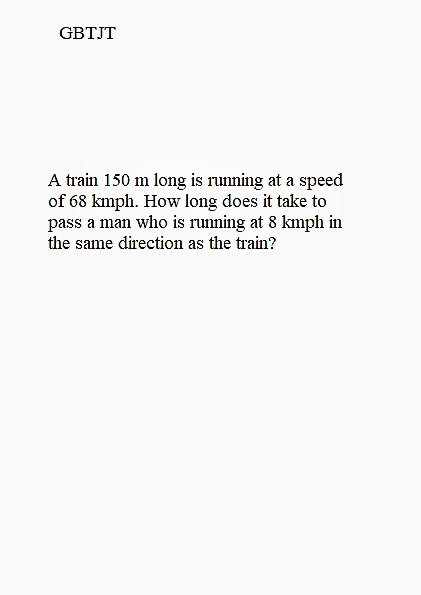 GBTJT
A train 150 m long is running at a speed
of 68 kmph. How long does it take to
pass a man who is running at 8 kmph in
the same direction as the train?